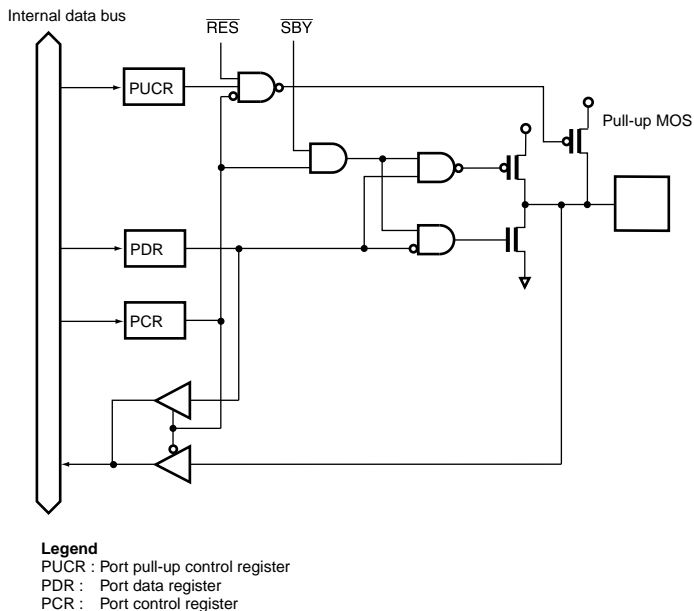 Internal data bus
RES
SBY
PUCR
Pull-up MOS
PDR
PCR
Legend
PUCR : Port pull-up control register
PDR : Port data register
PCR : Port control register